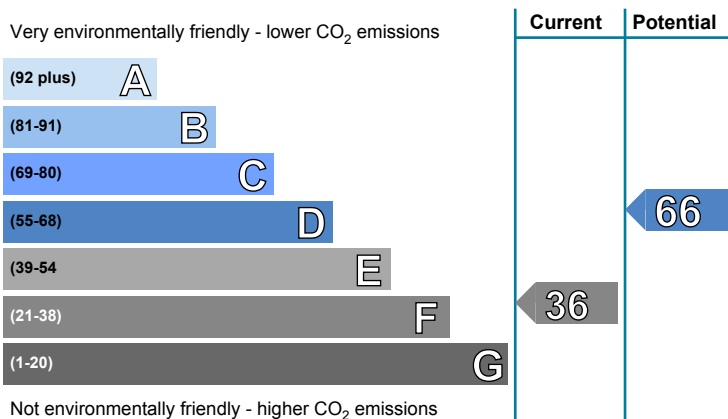 Current Potential
Very environmentally friendly - lower CO₂ emissions
(92 plus) A
(81-91) B
(69-80) C
(55-68) D
66
(39-54 E
(21-38) F
36
(1-20) G
Not environmentally friendly - higher CO₂ emissions